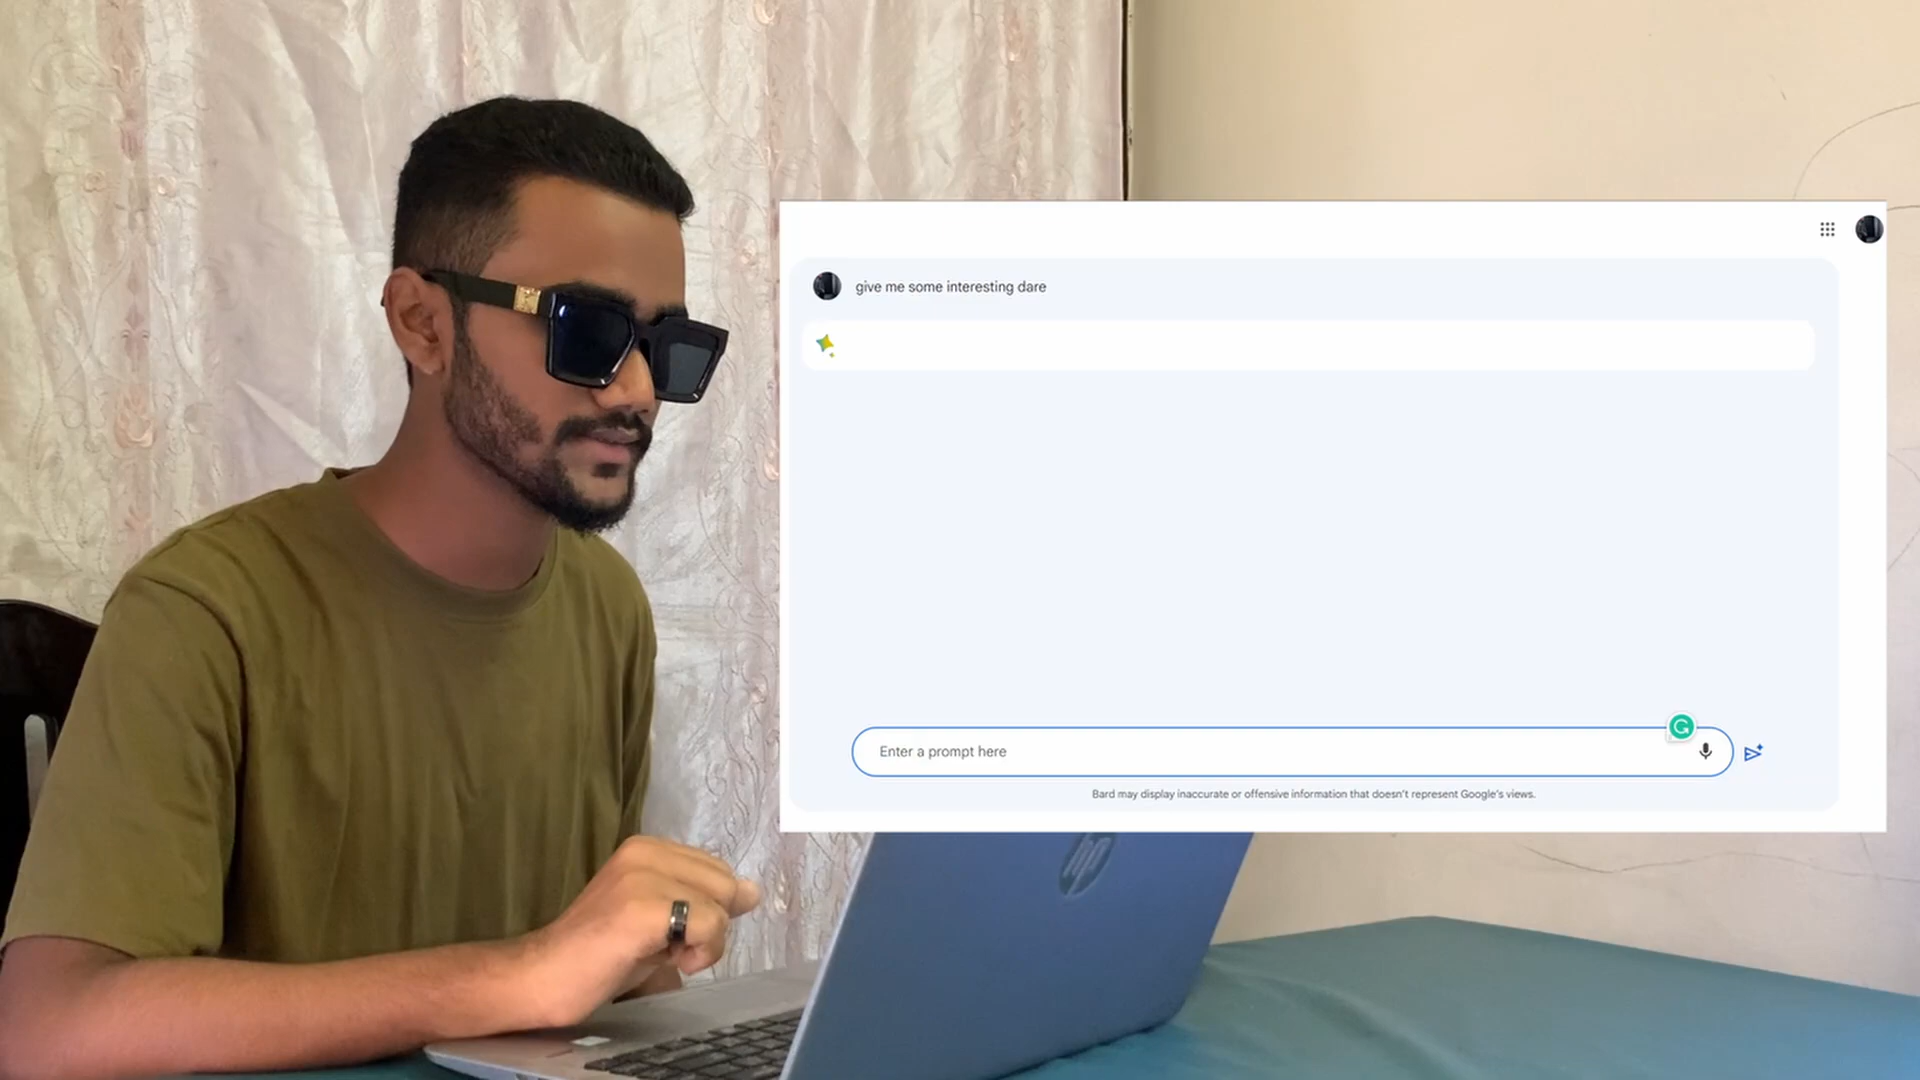 give me some interesting dare
Enter a prompt here
Bard may display inaccurate or offensive information that doesn't represent Google's views.
hp